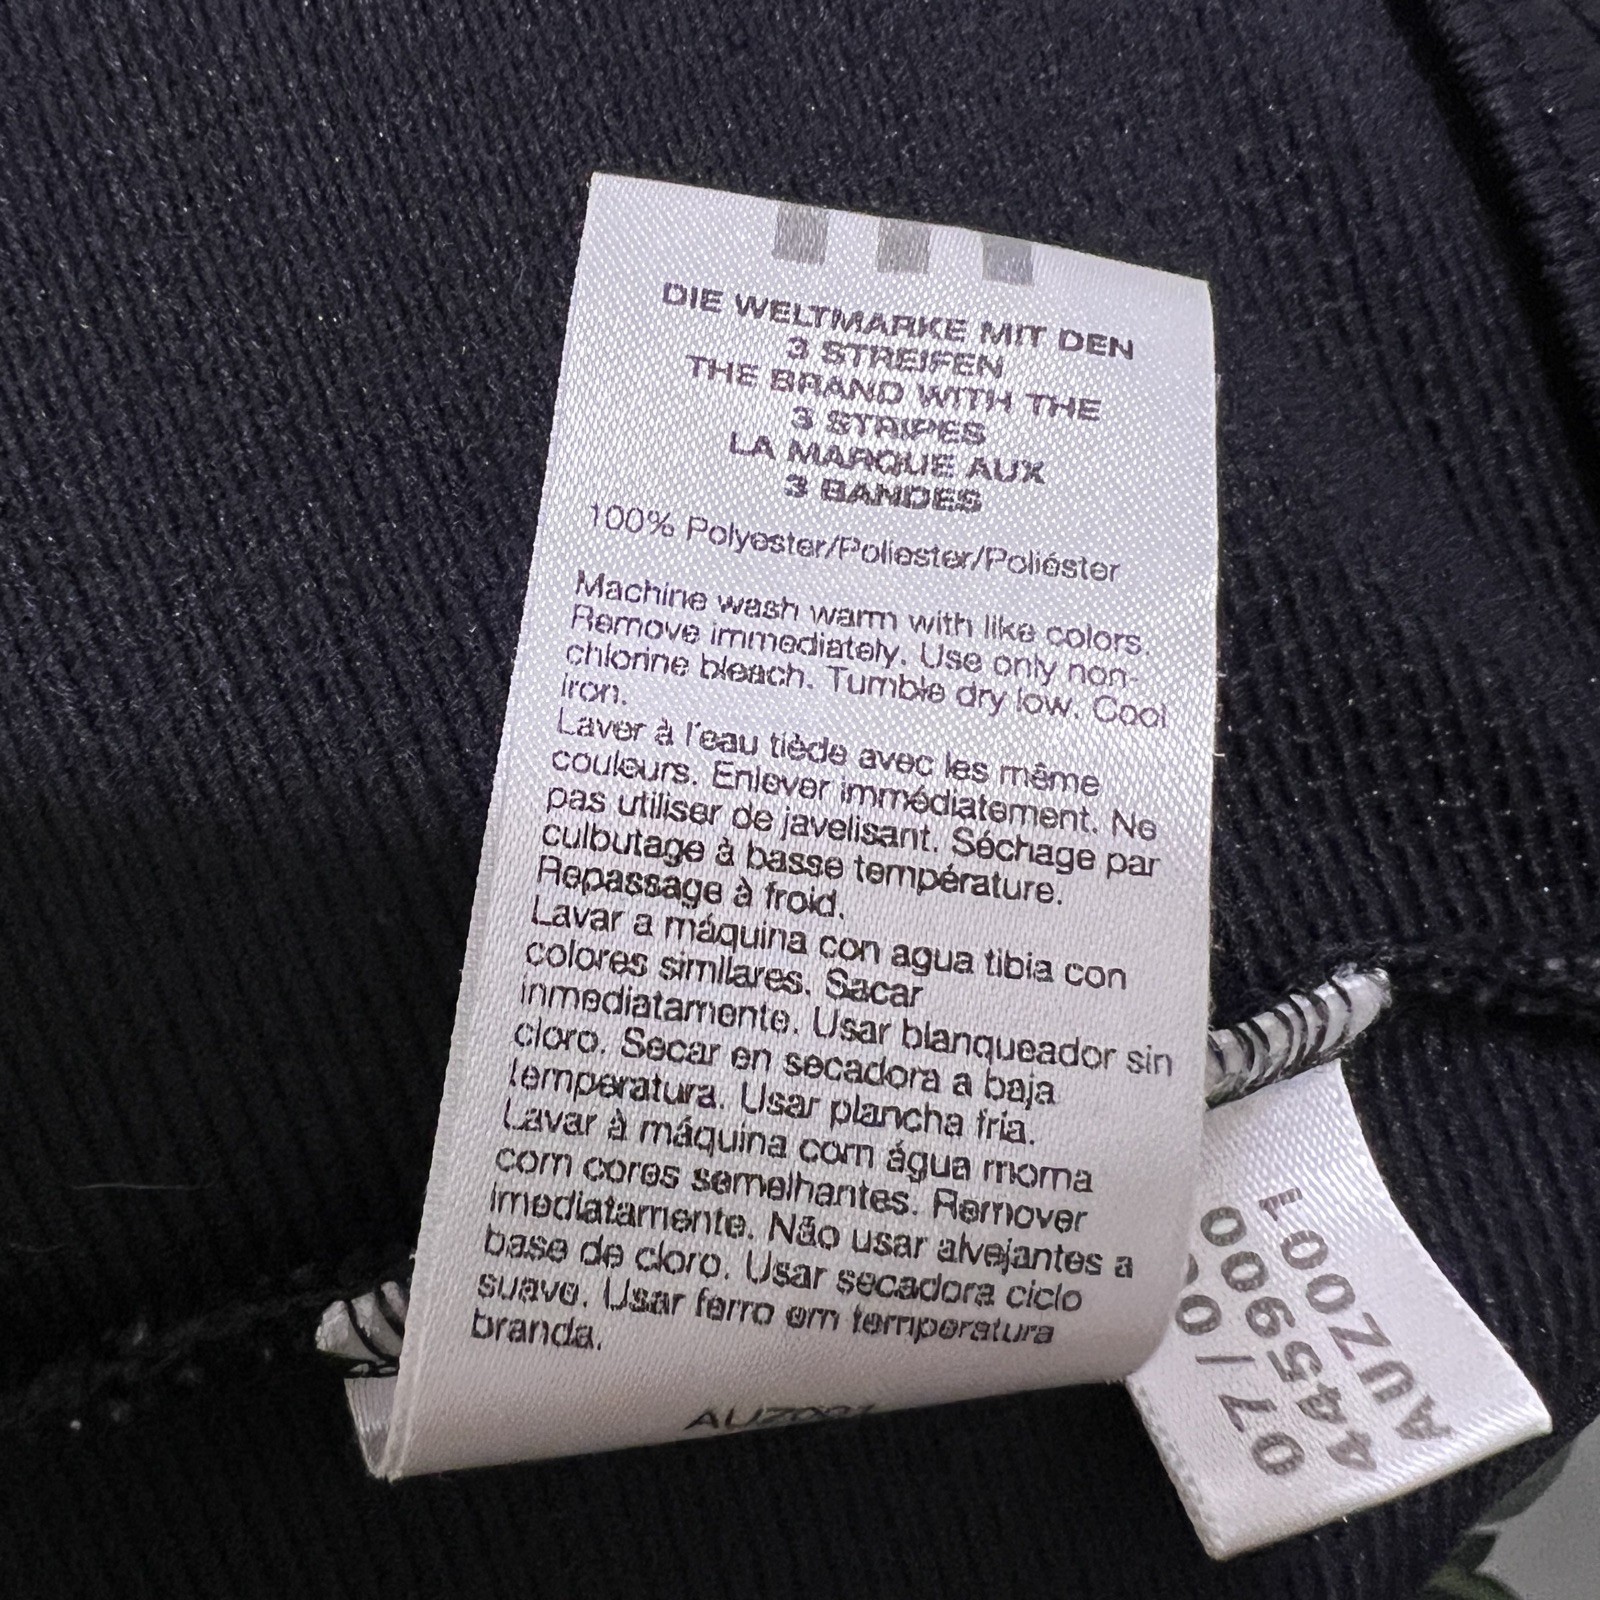 DIE WELTMARKE MIT DEN
3 STREIFEN
THE BRAND WITH THE
3 STRIPES
LA MARQUE AUX
3 BANDES
100% Polyester/Poliester/Poliéster
Machine wash warm with like colors.
Remove immediately. Use only non-
chlorine bleach. Tumble dry low. Cool
iron.
Laver à l'eau tiède avec les même
couleurs. Enlever immédiatement. Ne
pas utiliser de javelisant. Séchage par
culbutage à basse température.
Repassage à froid.
Lavar a máquina con agua tibia con
colores similares. Sacar
inmediatamente. Usar blanqueador sin
cloro. Secar en secadora a baja
temperatura. Usar plancha fria.
Lavar à máquina com água morna
com cores semelhantes. Remover
imediatamente. Não usar alvejantes a
base de cloro. Usar secadora ciclo
suave. Usar ferro em temperatura
branda.
AUZ001
AUZ001
445900
07/0